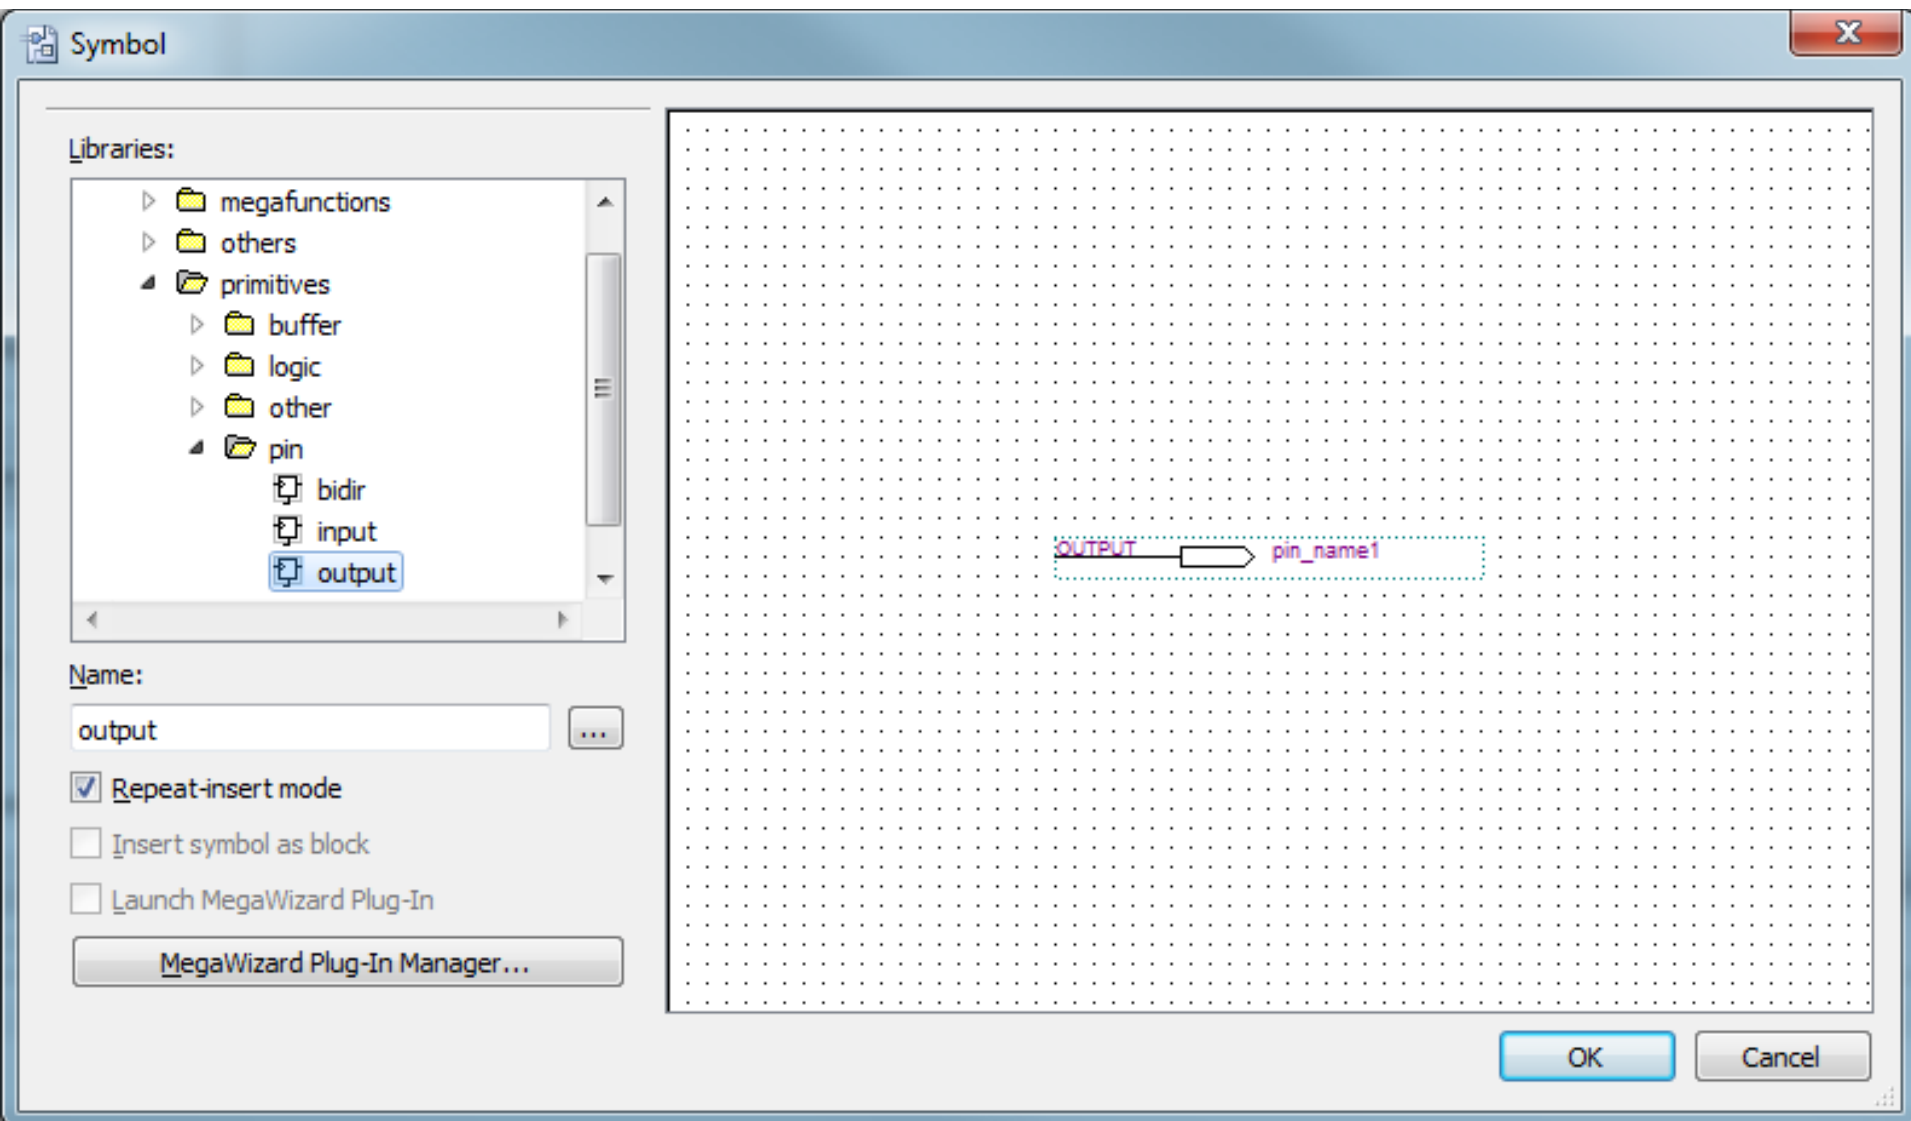 Symbol
x
Libraries:
megafunctions
others
primitives
buffer
logic
other
pin
bidir
input
output
Name:
output
...
Repeat-insert mode
Insert symbol as block
Launch MegaWizard Plug-In
MegaWizard Plug-In Manager...
OUTPUT
pin_name1
OK
Cancel